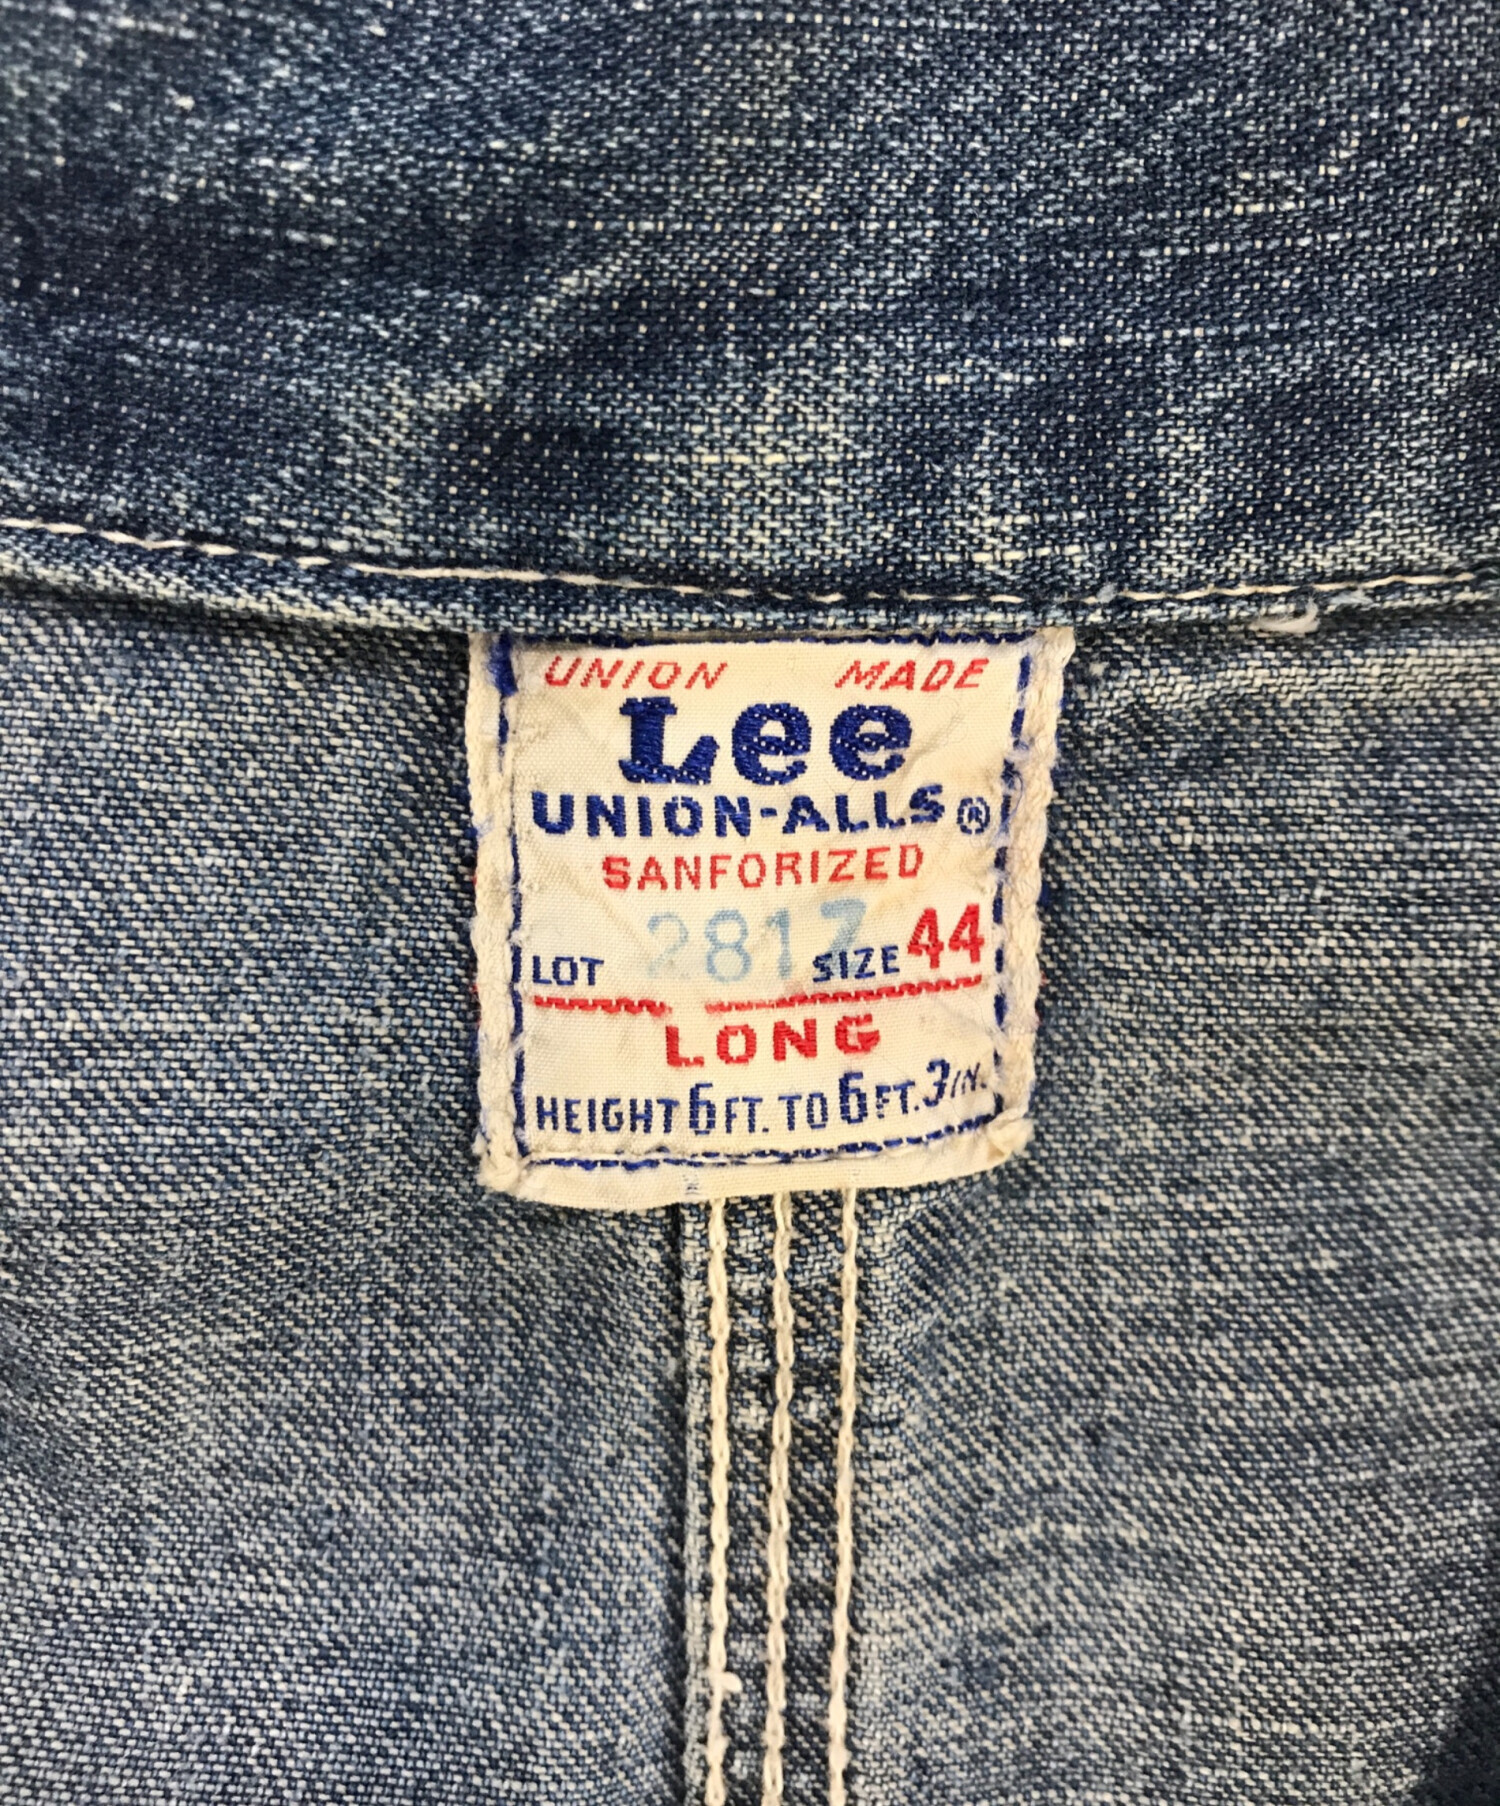 UNION MADE
Lee
UNION-ALLS ®
SANFORIZED
LOT 2817 SIZE 44
LONG
HEIGHT 6 FT. TO 6 FT. 3 IN.